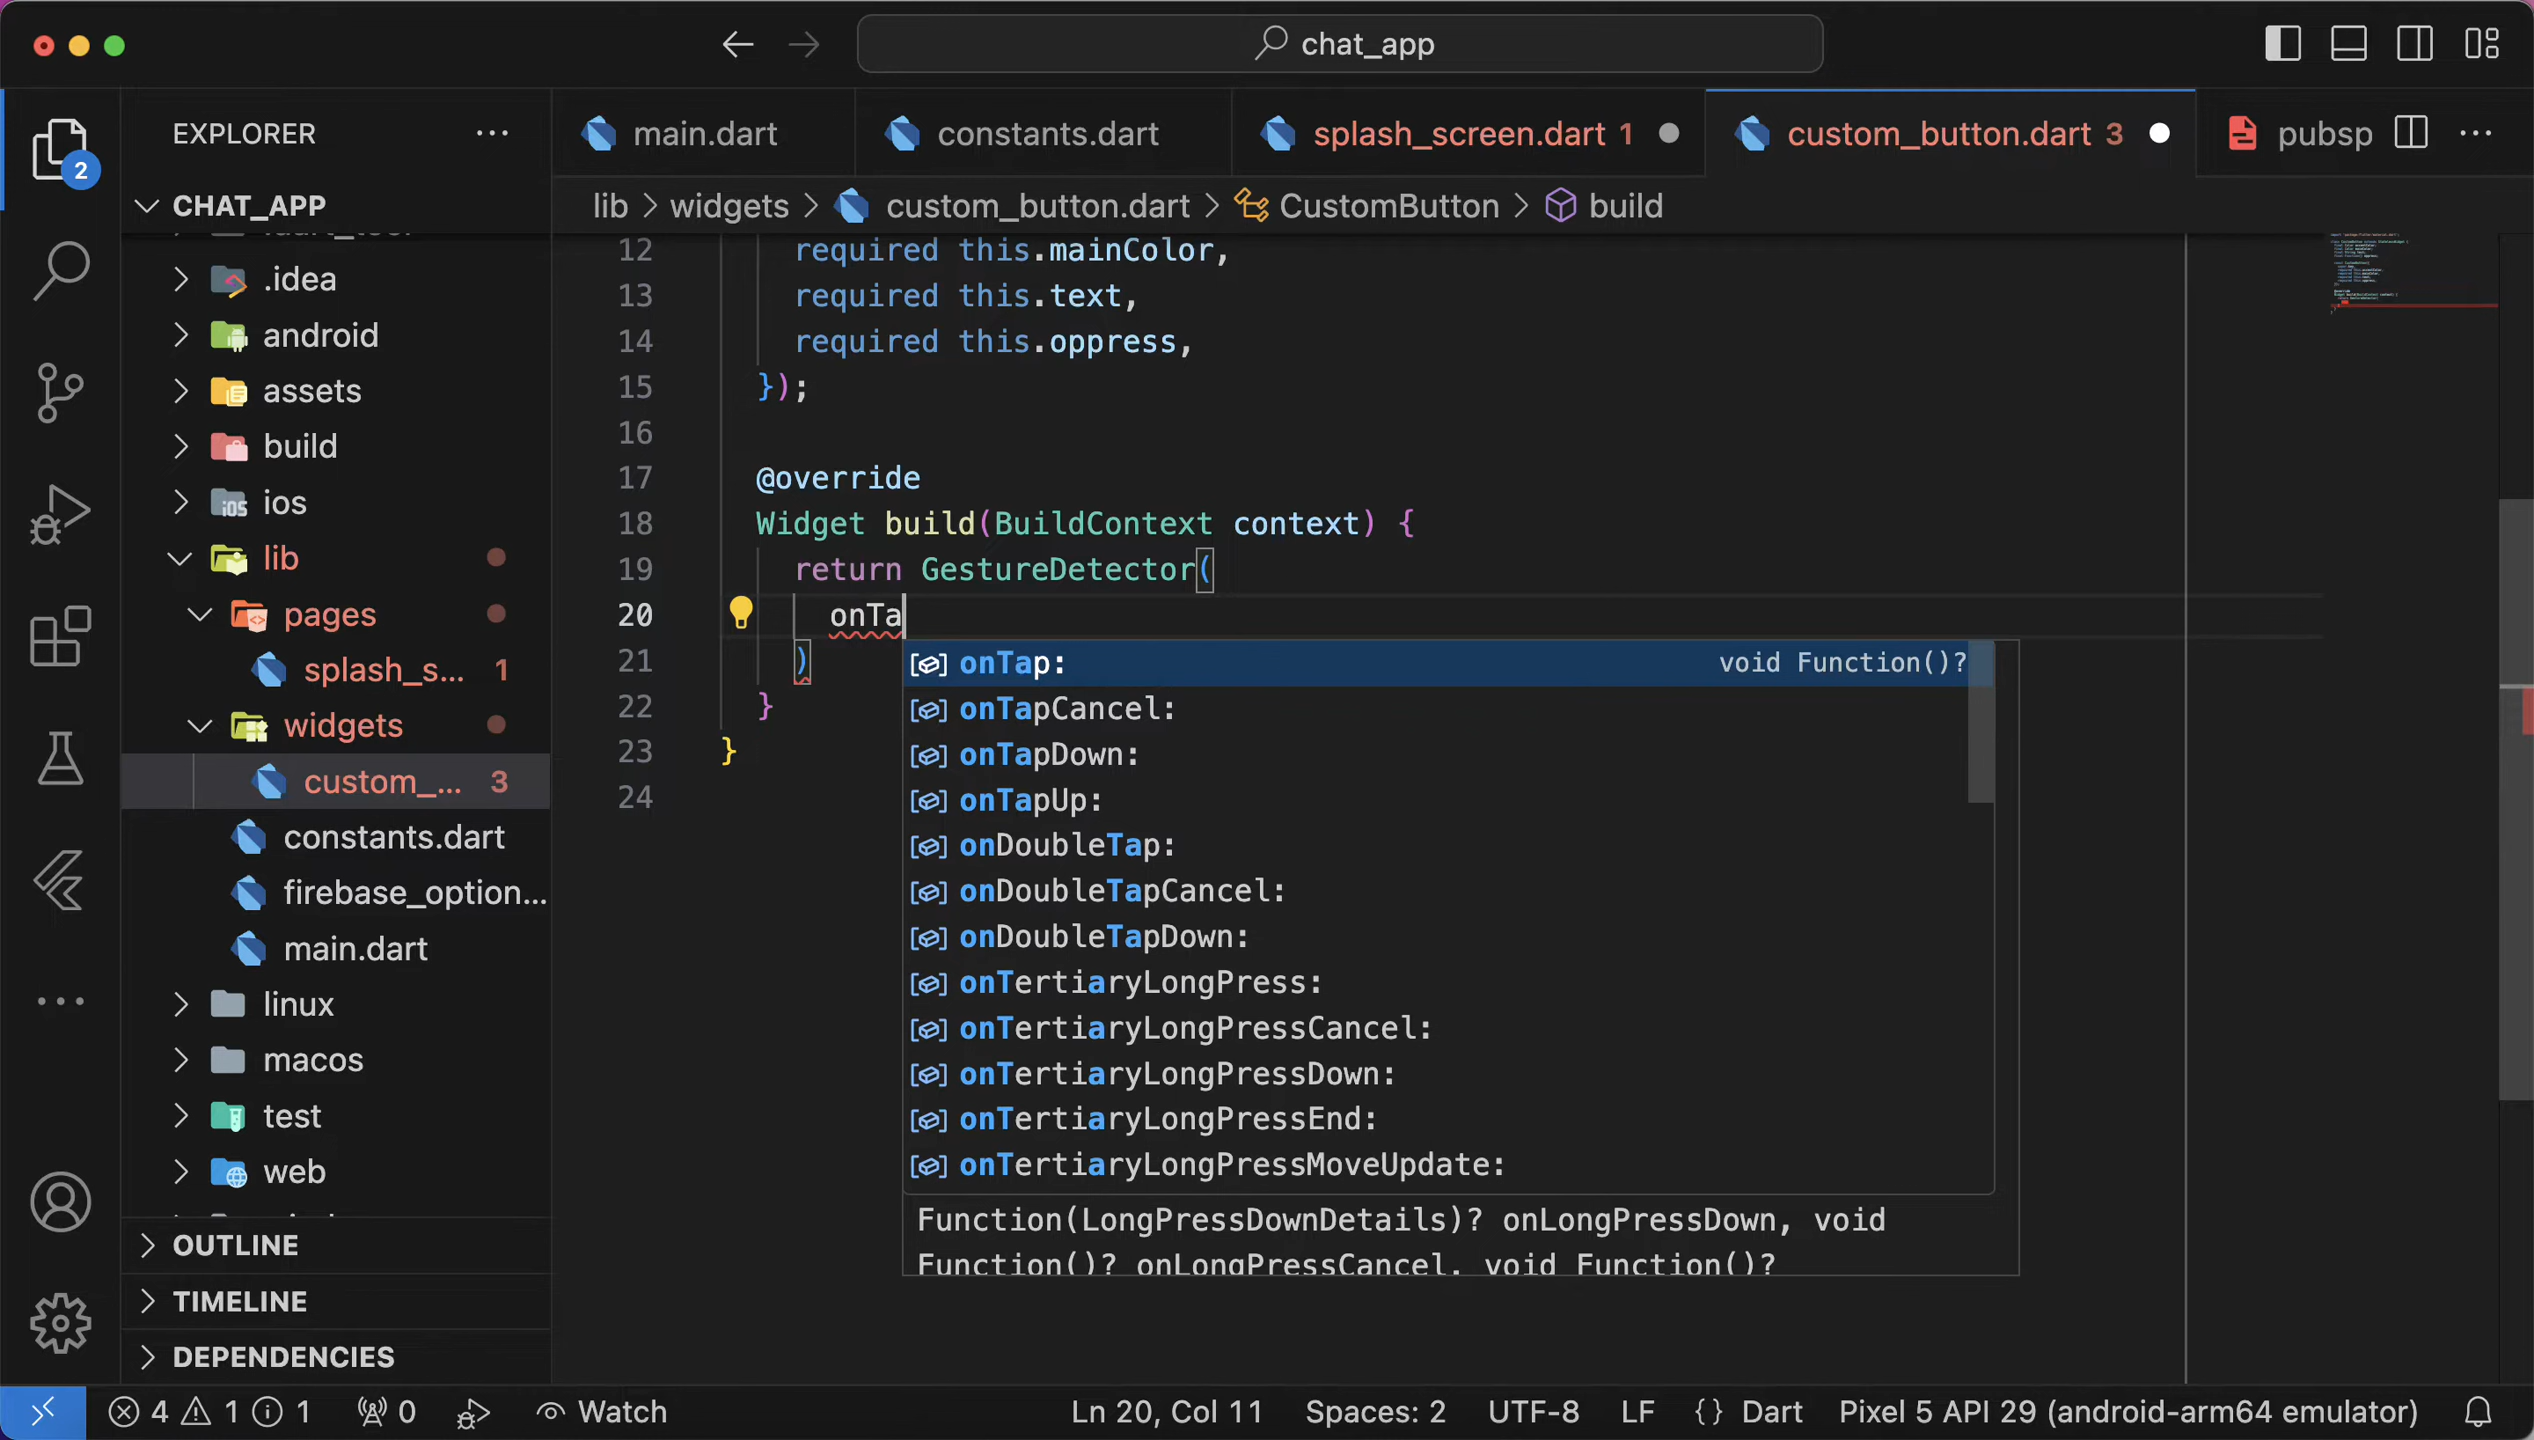 chat_app
EXPLORER
main.dart
constants.dart
splash_screen.dart 1
custom_button.dart 3
pubsp
2
CHAT_APP
lib > widgets > custom_button.dart > CustomButton > build
.idea
android
assets
build
ios
lib
pages
splash_s... 1
widgets
custom_... 3
constants.dart
firebase_option...
main.dart
linux
macos
test
web
OUTLINE
TIMELINE
DEPENDENCIES
12 required this.mainColor,
13 required this.text,
14 required this.oppress,
15 });
16
17 @override
18 Widget build(BuildContext context) {
19 return GestureDetector(
20 onTa
21 )
22 }
23 }
24
onTap: void Function()?
onTapCancel:
onTapDown:
onTapUp:
onDoubleTap:
onDoubleTapCancel:
onDoubleTapDown:
onTertiaryLongPress:
onTertiaryLongPressCancel:
onTertiaryLongPressDown:
onTertiaryLongPressEnd:
onTertiaryLongPressMoveUpdate:
Function(LongPressDownDetails)? onLongPressDown, void
Function()? onLongPressCancel, void Function()?
4 1 1 0 Watch Ln 20, Col 11 Spaces: 2 UTF-8 LF {} Dart Pixel 5 API 29 (android-arm64 emulator)